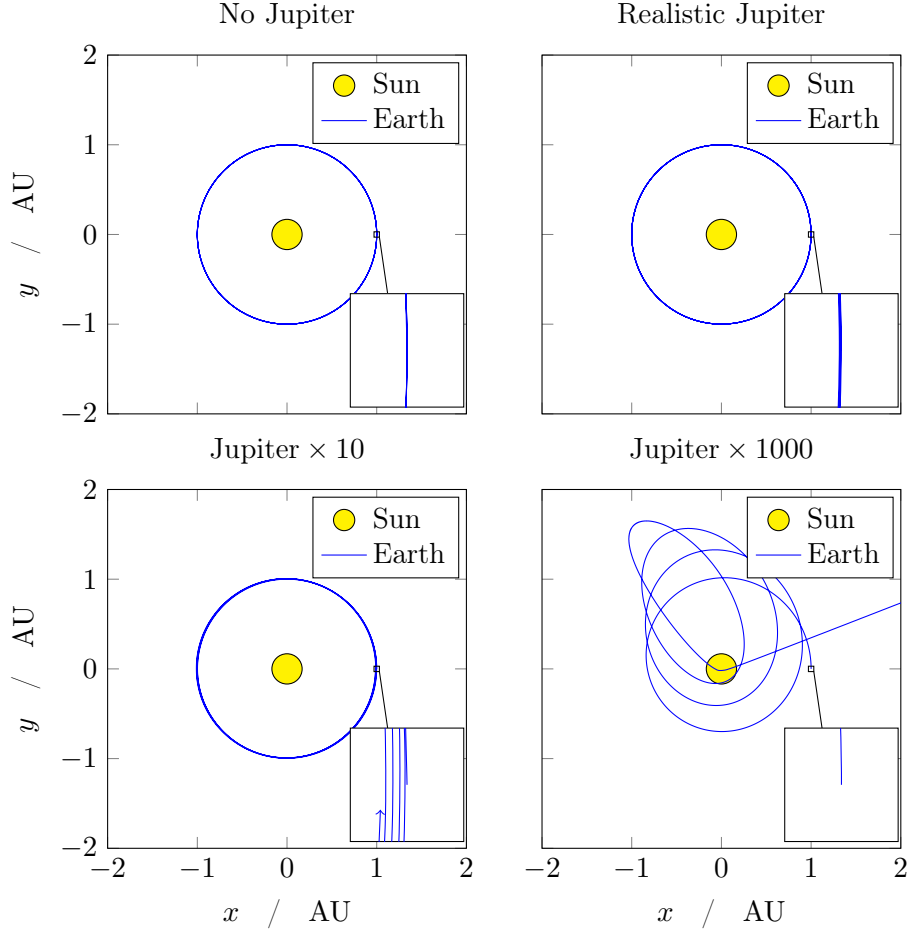 No Jupiter
Realistic Jupiter
2
1
0
−1
−2
y / AU
Sun
Earth
Sun
Earth
Jupiter × 10
Jupiter × 1000
2
1
0
−1
−2
y / AU
Sun
Earth
Sun
Earth
−2 −1 0 1 2
−2 −1 0 1 2
x / AU
x / AU